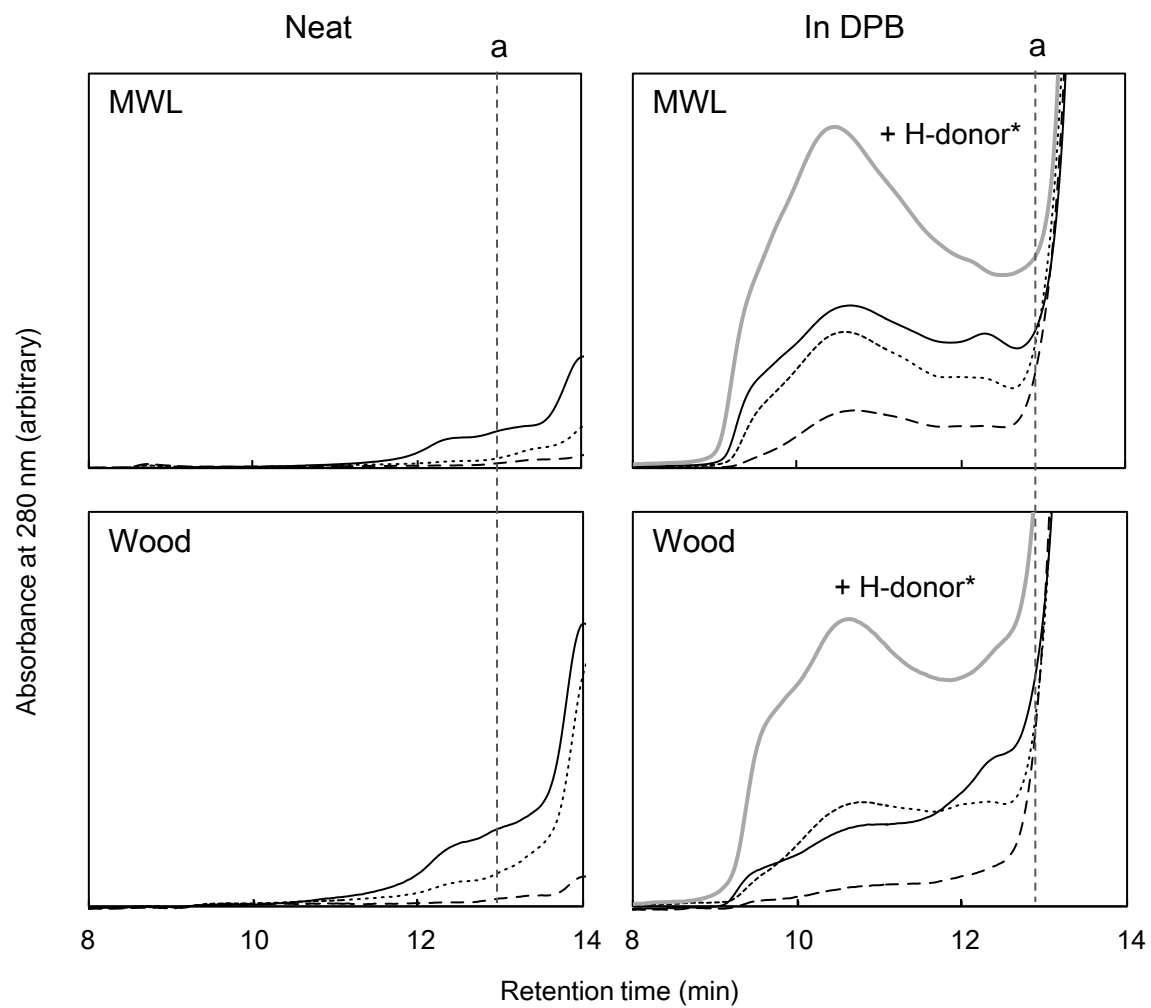 Neat
In DPB
a
a
MWL
MWL
+ H-donor*
Wood
Wood
+ H-donor*
Absorbance at 280 nm (arbitrary)
8
10
12
14
8
10
12
14
Retention time (min)